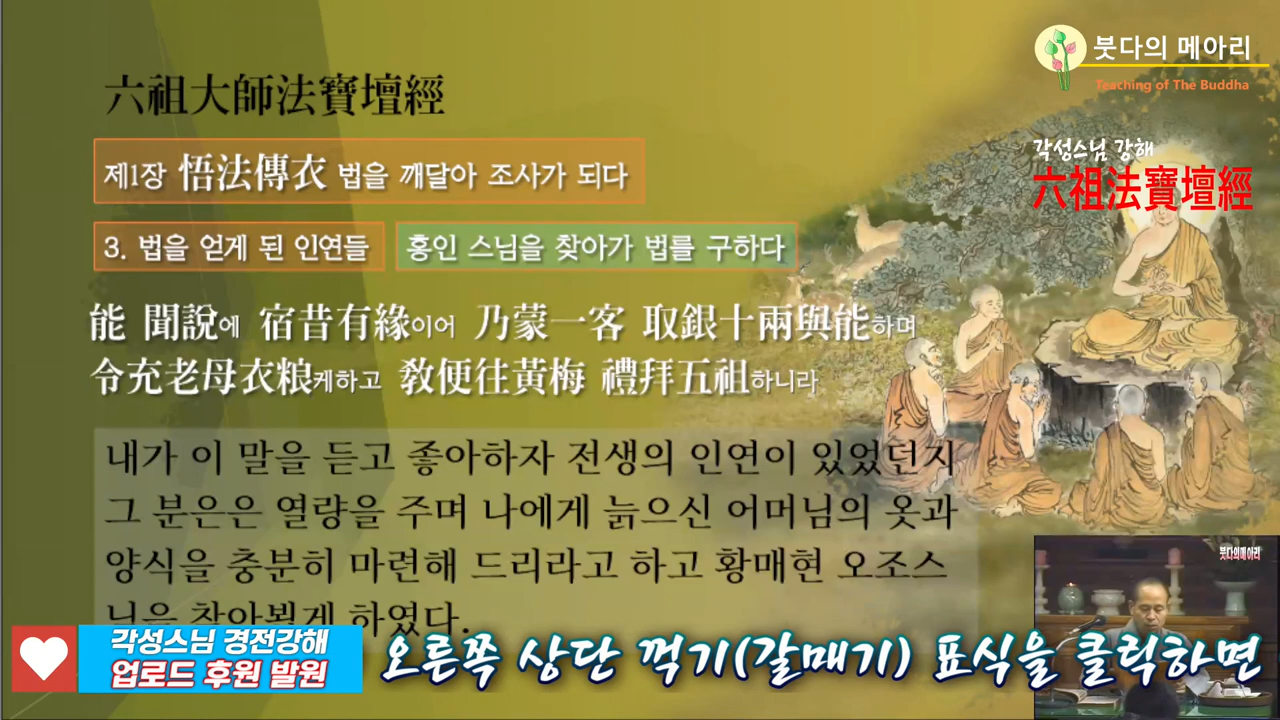 붓다의 메아리
Teaching of The Buddha
六祖大師法寶壇經
각성스님 강해
六祖法寶壇經
제1장 悟法傳衣 법을 깨달아 조사가 되다
3. 법을 얻게 된 인연들
홍인 스님을 찾아가 법를 구하다
能 聞說에 宿昔有緣이어 乃蒙一客 取銀十兩與能하며
令充老母衣粮케하고 敎便往黃梅 禮拜五祖하니라
내가 이 말을 듣고 좋아하자 전생의 인연이 있었던지
그 분은은 열량을 주며 나에게 늙으신 어머님의 옷과
양식을 충분히 마련해 드리라고 하고 황매현 오조스
님을 찾아뵙게 하였다.
붓다의메아리
각성스님 경전강해
업로드 후원 발원
오른쪽 상단 꺽기(갈매기) 표식을 클릭하면